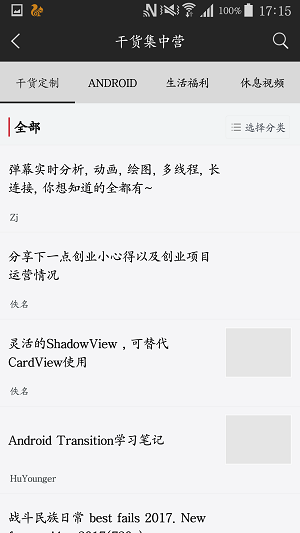 100% 17:15
干货集中营
干货定制 ANDROID 生活福利 休息视频
全部 选择分类
弹幕实时分析, 动画, 绘图, 多线程, 长
连接, 你想知道的全都有~
Zj
分享下一点创业小心得以及创业项目
运营情况
佚名
灵活的ShadowView , 可替代
CardView使用
佚名
Android Transition学习笔记
HuYounger
战斗民族日常 best fails 2017. New